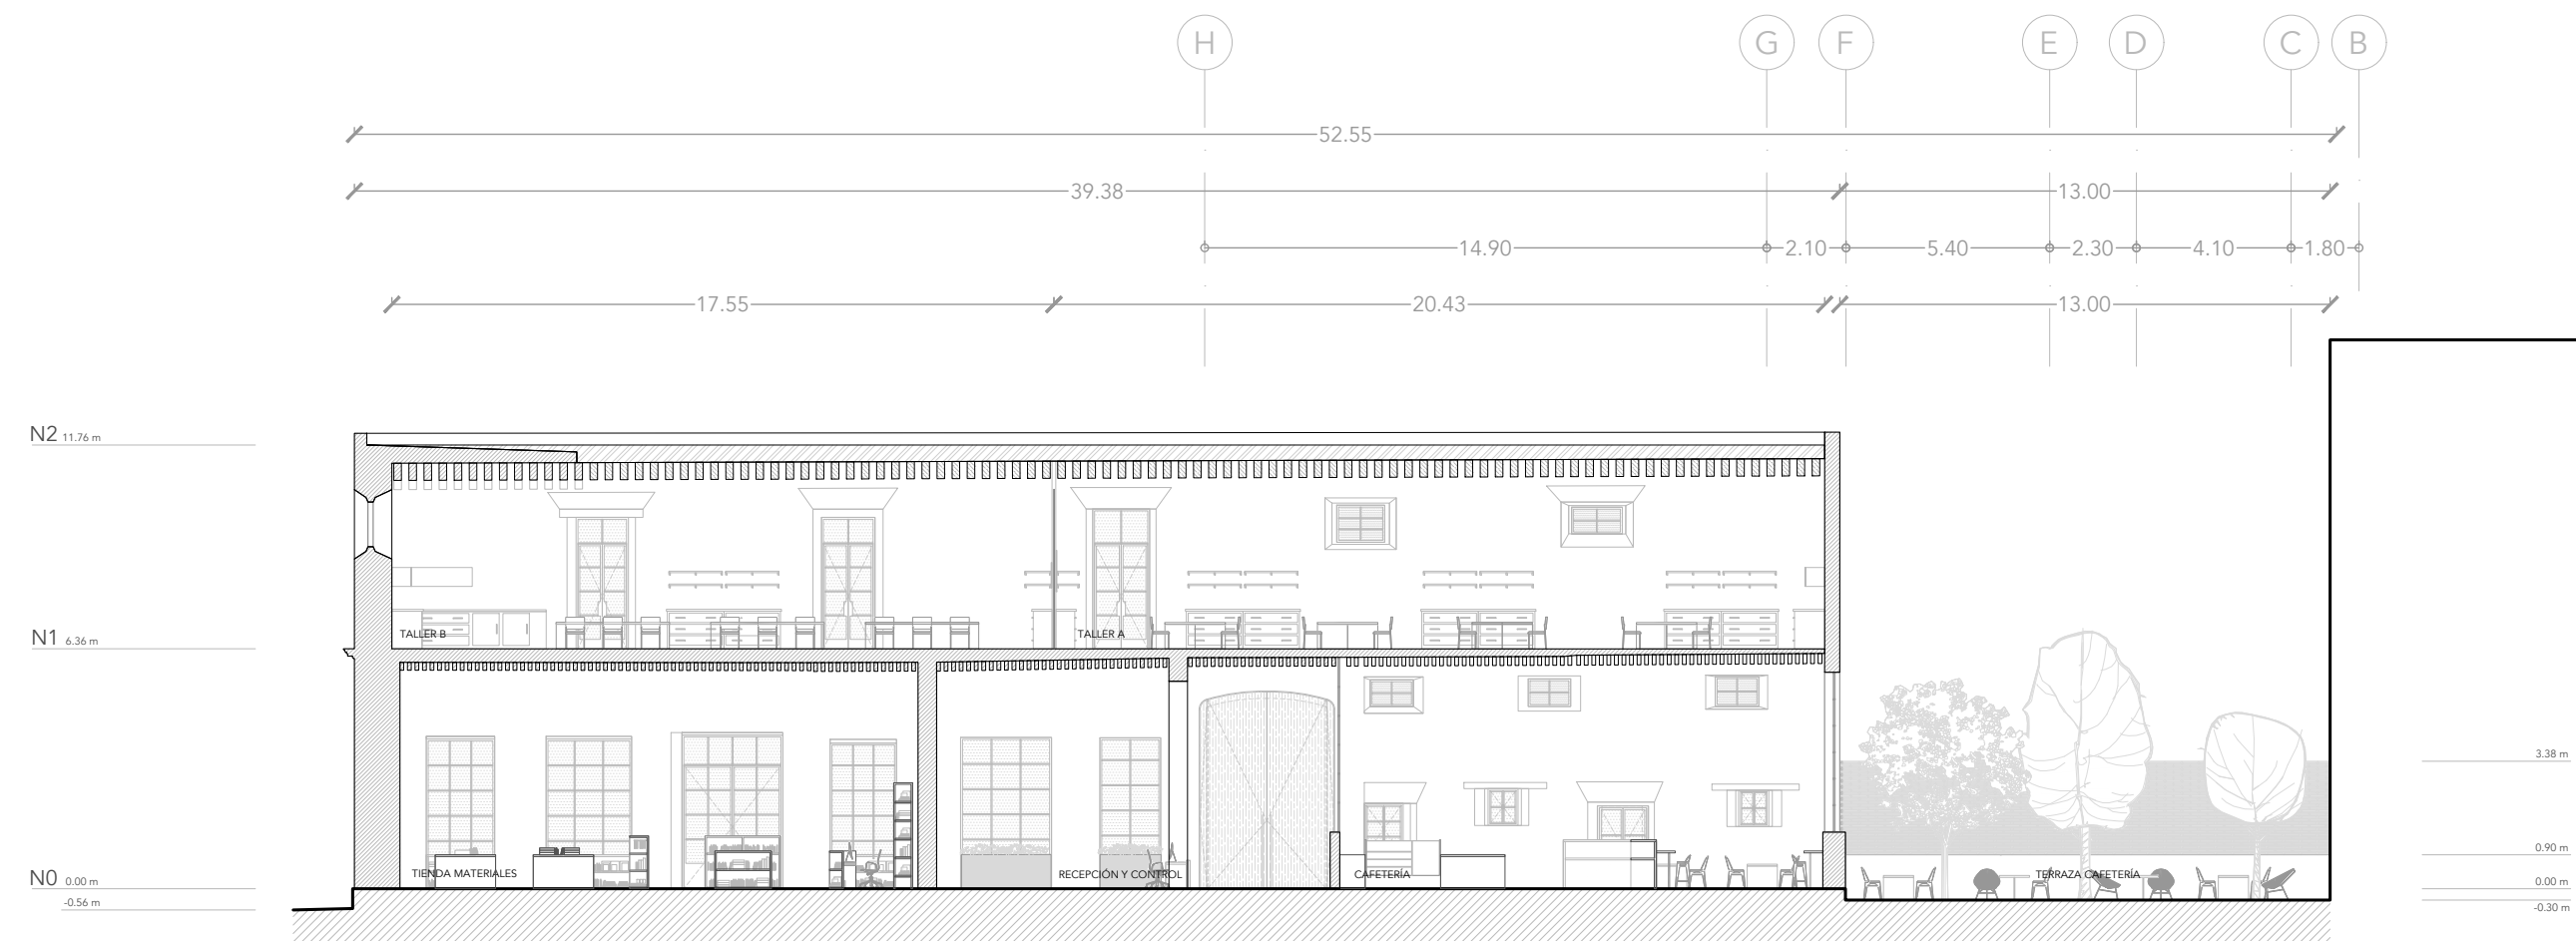 H G F E D C B
52.55
39.38 13.00
14.90 2.10 5.40 2.30 4.10 1.80
17.55 20.43 13.00
N2 11.76 m
N1 6.36 m
TALLER B TALLER A
3.38 m
0.90 m
N0 0.00 m
TIENDA MATERIALES RECEPCIÓN Y CONTROL CAFETERÍA TERRAZA CAFETERÍA
0.00 m
-0.56 m
-0.30 m